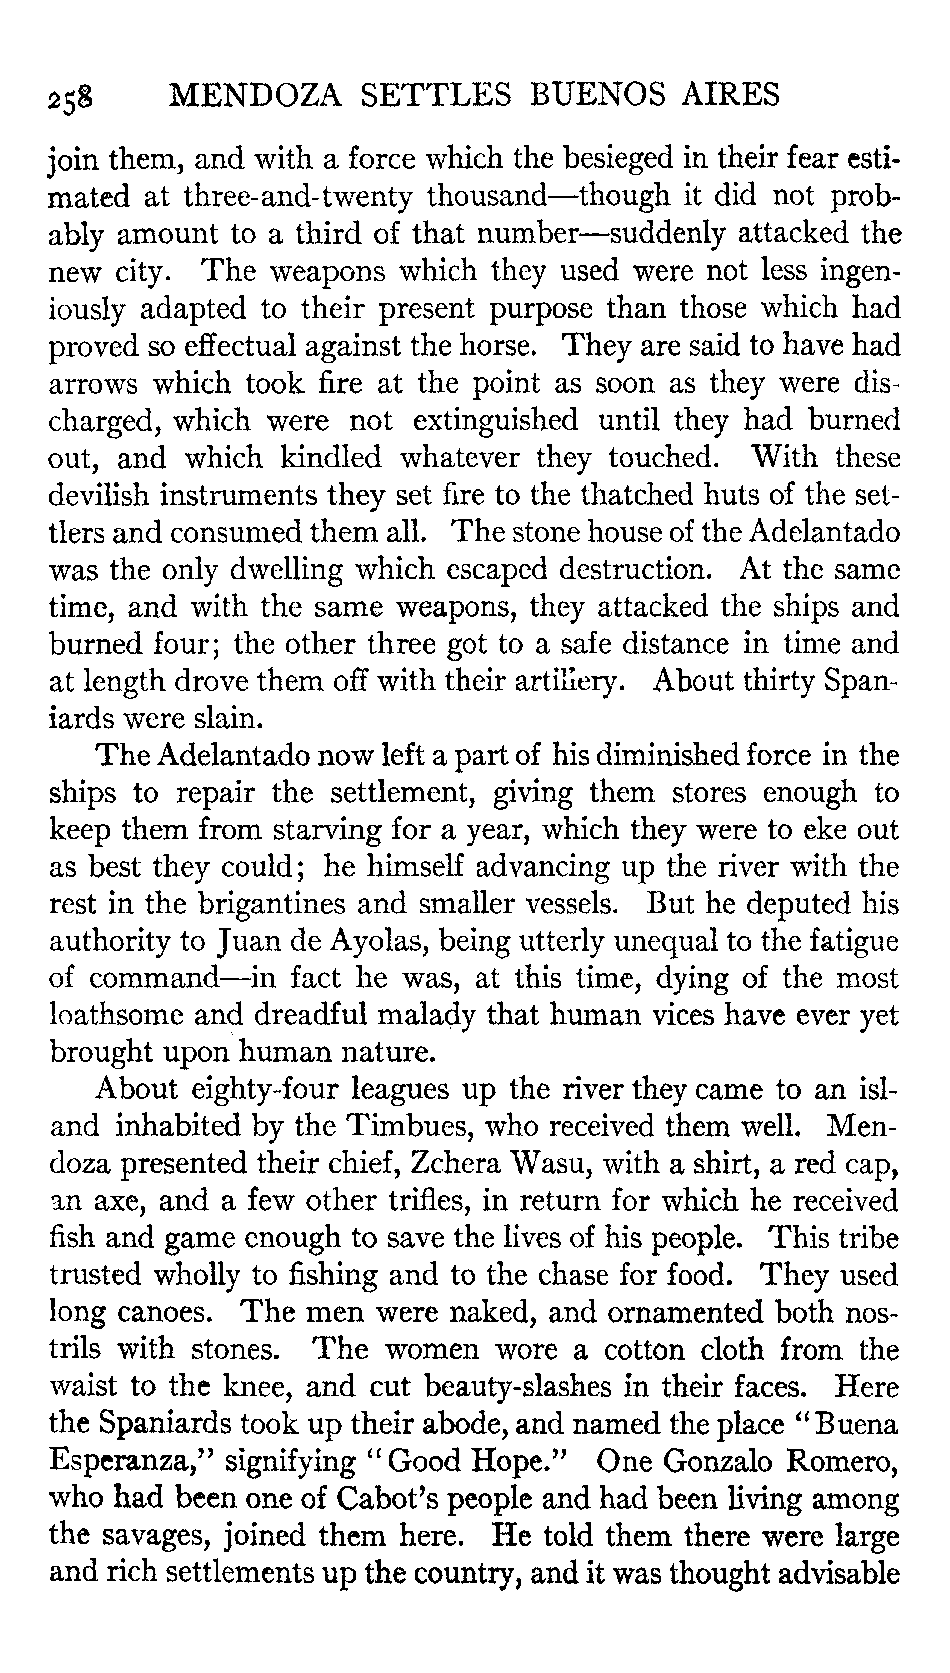 258 MENDOZA SETTLES BUENOS AIRES
join them, and with a force which the besieged in their fear esti-
mated at three-and-twenty thousand—though it did not prob-
ably amount to a third of that number—suddenly attacked the
new city. The weapons which they used were not less ingen-
iously adapted to their present purpose than those which had
proved so effectual against the horse. They are said to have had
arrows which took fire at the point as soon as they were dis-
charged, which were not extinguished until they had burned
out, and which kindled whatever they touched. With these
devilish instruments they set fire to the thatched huts of the set-
tlers and consumed them all. The stone house of the Adelantado
was the only dwelling which escaped destruction. At the same
time, and with the same weapons, they attacked the ships and
burned four; the other three got to a safe distance in time and
at length drove them off with their artillery. About thirty Span-
iards were slain.
The Adelantado now left a part of his diminished force in the
ships to repair the settlement, giving them stores enough to
keep them from starving for a year, which they were to eke out
as best they could; he himself advancing up the river with the
rest in the brigantines and smaller vessels. But he deputed his
authority to Juan de Ayolas, being utterly unequal to the fatigue
of command—in fact he was, at this time, dying of the most
loathsome and dreadful malady that human vices have ever yet
brought upon human nature.
About eighty-four leagues up the river they came to an isl-
and inhabited by the Timbues, who received them well. Men-
doza presented their chief, Zchera Wasu, with a shirt, a red cap,
an axe, and a few other trifles, in return for which he received
fish and game enough to save the lives of his people. This tribe
trusted wholly to fishing and to the chase for food. They used
long canoes. The men were naked, and ornamented both nos-
trils with stones. The women wore a cotton cloth from the
waist to the knee, and cut beauty-slashes in their faces. Here
the Spaniards took up their abode, and named the place "Buena
Esperanza," signifying "Good Hope." One Gonzalo Romero,
who had been one of Cabot's people and had been living among
the savages, joined them here. He told them there were large
and rich settlements up the country, and it was thought advisable